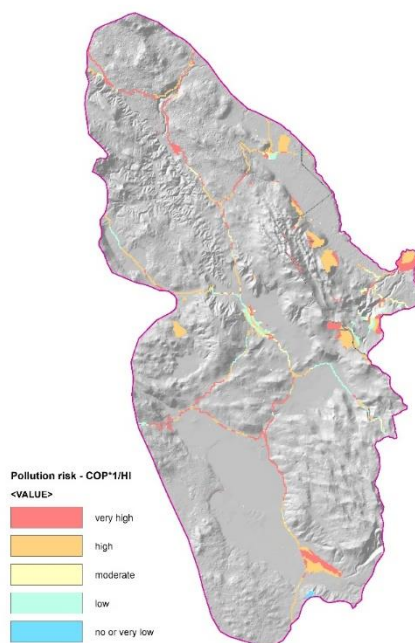 Pollution risk - COP*1/HI
<VALUE>
very high
high
moderate
low
no or very low